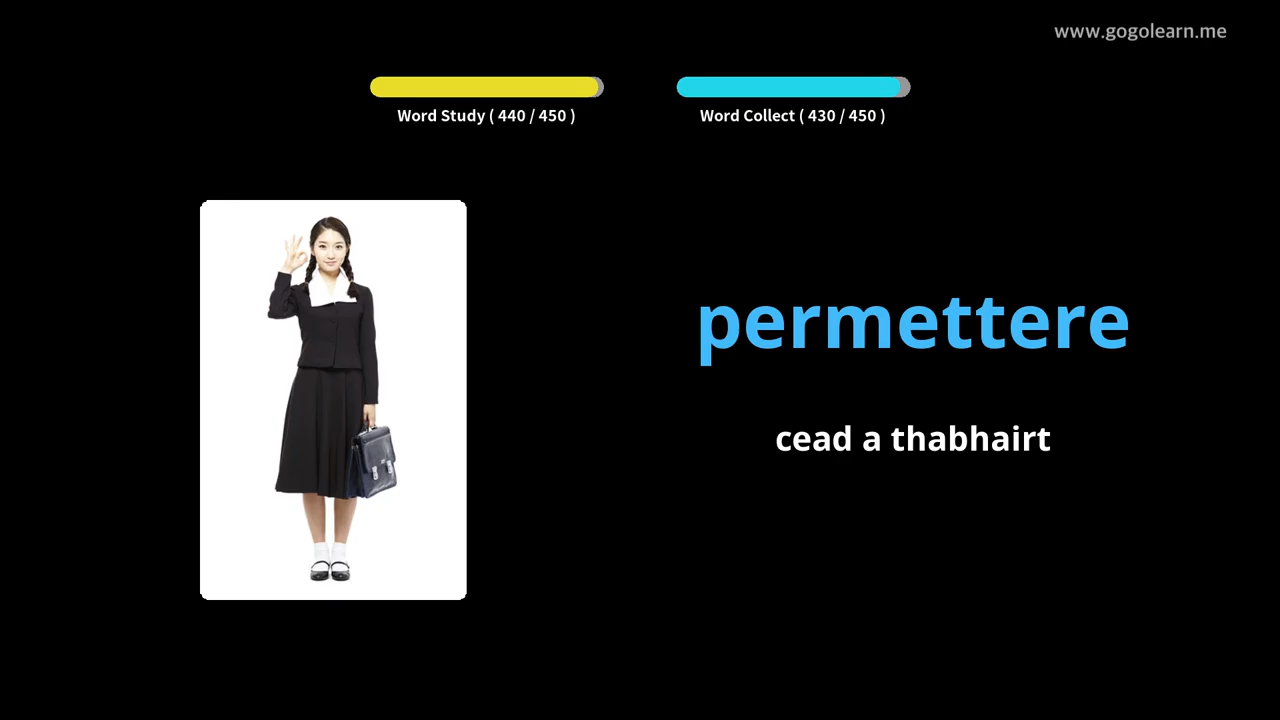 www.gogolearn.me
Word Study ( 440 / 450 )
Word Collect ( 430 / 450 )
permettere
cead a thabhairt